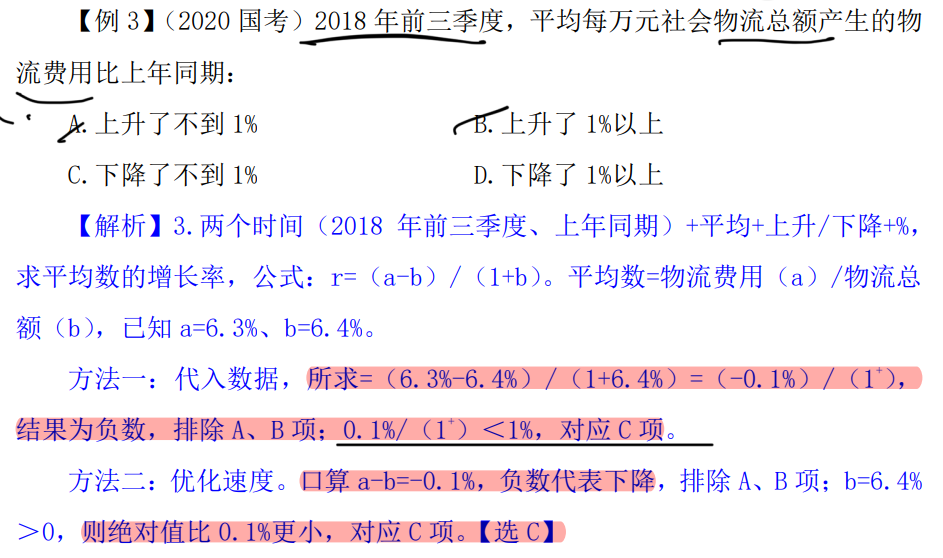 【例 3】（2020 国考）2018 年前三季度，平均每万元社会物流总额产生的物
流费用比上年同期：
A.上升了不到 1%
B.上升了 1%以上
C.下降了不到 1%
D.下降了 1%以上
【解析】3.两个时间（2018 年前三季度、上年同期）+平均+上升/下降+%，
求平均数的增长率，公式：r=（a-b）/（1+b）。平均数=物流费用（a）/物流总
额（b），已知 a=6.3%、b=6.4%。
方法一：代入数据，所求=（6.3%-6.4%）/（1+6.4%）=（-0.1%）/（1⁺），
结果为负数，排除 A、B 项；0.1%/（1⁺）＜1%，对应 C 项。
方法二：优化速度。口算 a-b=-0.1%，负数代表下降，排除 A、B 项；b=6.4%
＞0，则绝对值比 0.1%更小，对应 C 项。【选 C】